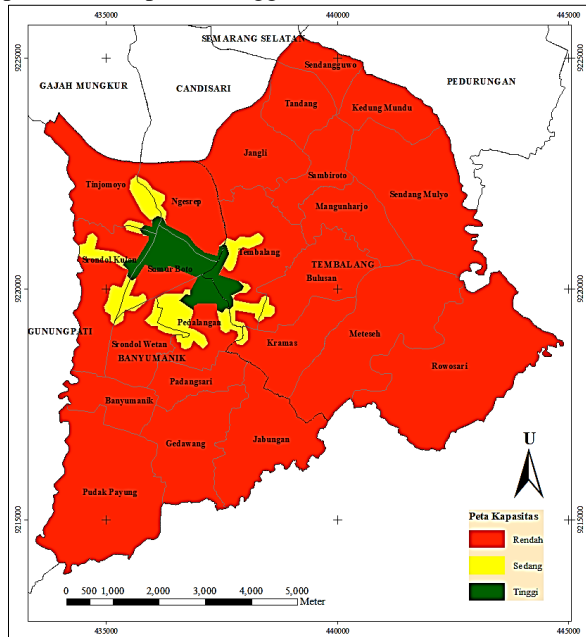 435000
440000
445000
SEMARANG SELATAN
9225000
9225000
Sendangguwo
GAJAH MUNGKUR
CANDISARI
PEDURUNGAN
Tandang
Kedung Mundu
Jangli
Sambiroto
Tinjomoyo
Ngesrep
Sendang Mulyo
Mangunharjo
Tembalang
Srondol Kulon
Sumur Boto
TEMBALANG
Bulusan
9220000
9220000
Pedalangan
GUNUNGPATI
Meteseh
Srondol Wetan
Kramas
BANYUMANIK
Rowosari
Padangsari
Banyumanik
Gedawang
Jabungan
U
Pudak Payung
9215000
9215000
Peta Kapasitas
Rendah
Sedang
Tinggi
0 500 1,000 2,000 3,000 4,000 5,000
Meter
435000
440000
445000